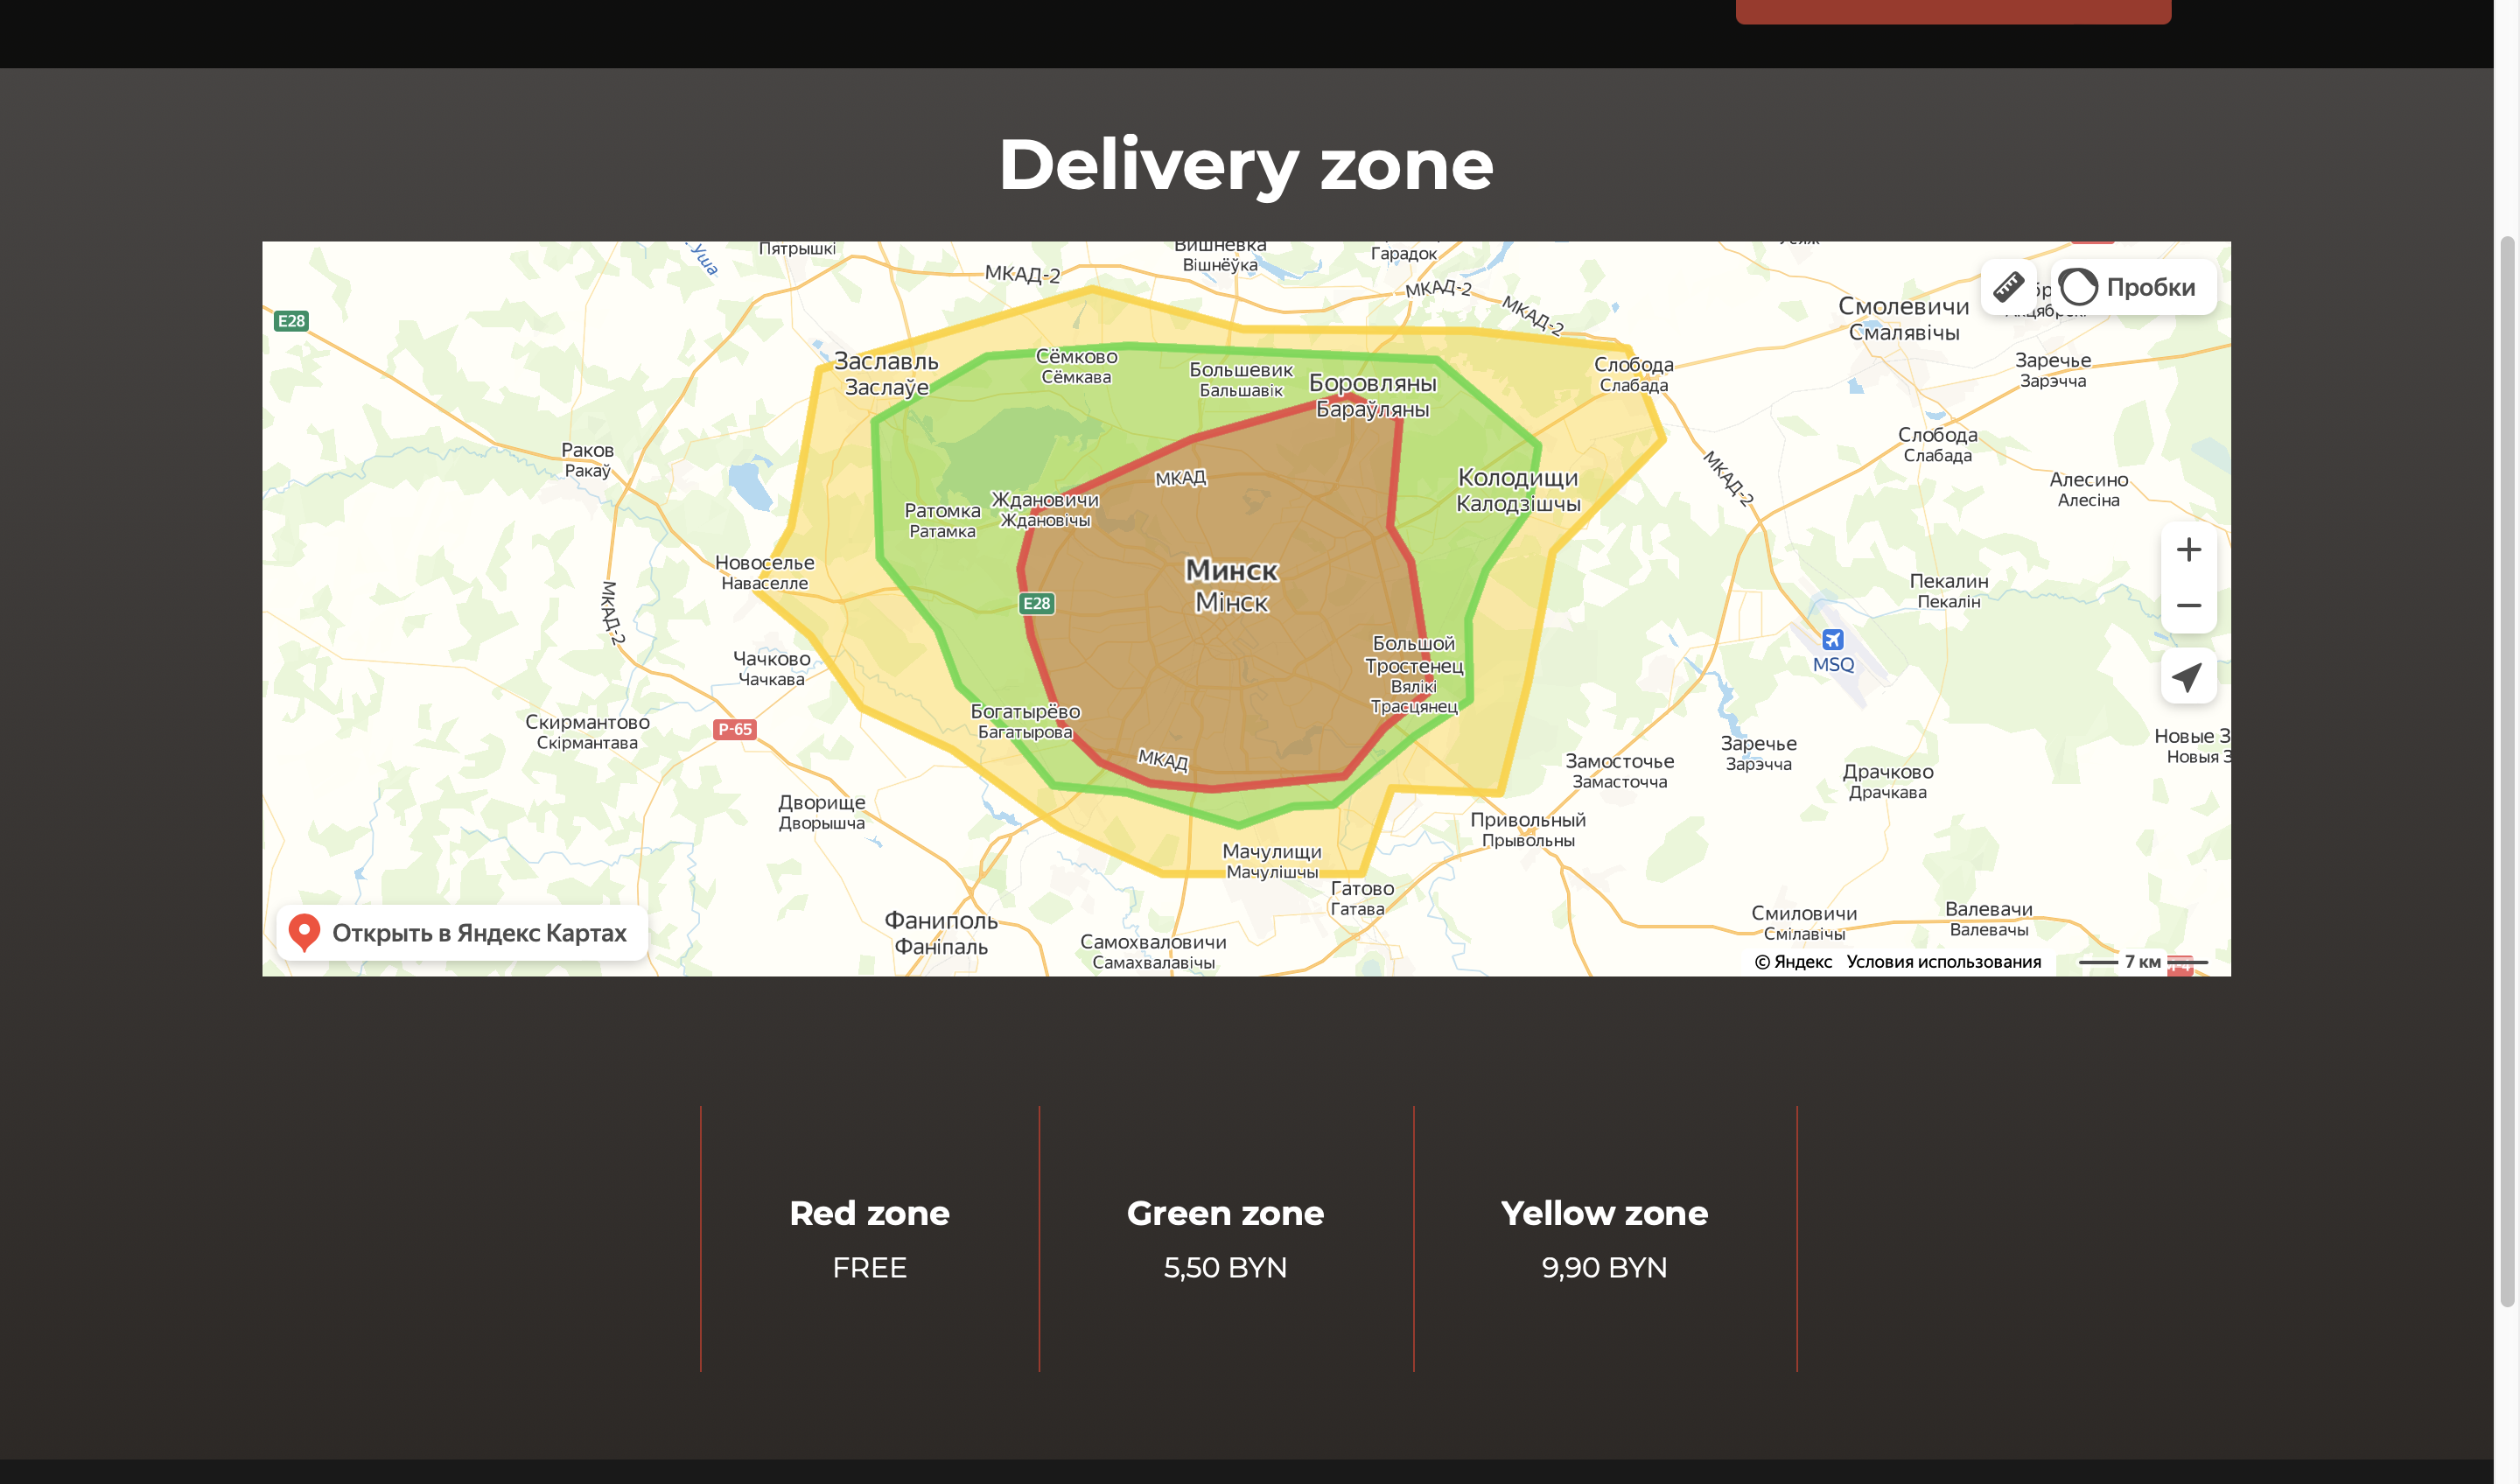 Delivery zone
Уша
Пятрышкі
МКАД-2
Вишневка
Вішнёўка
Гарадок
МКАД-2
МКАД-2
E28
Смолевичи
Смалявічы
Пробки
Заславль
Заслаўе
Сёмково
Сёмкава
Большевик
Бальшавік
Боровляны
Бараўляны
Слобода
Слабада
Заречье
Зарэчча
Раков
Ракаў
МКАД
Колодищи
Калодзішчы
МКАД-2
Слобода
Слабада
Алесино
Алесіна
Ратомка
Ратамка
Ждановичи
Ждановічы
Новоселье
Наваселле
Минск
Мінск
E28
МКАД-2
Пекалин
Пекалін
MSQ
Чачково
Чачкава
Большой
Тростенец
Вялікі
Трасцянец
Скирмантово
Скірмантава
P-65
Богатырёво
Багатырова
МКАД
Замосточье
Замасточча
Заречье
Зарэчча
Драчково
Драчкава
Новые З
Новыя З
Дворище
Дворышча
Привольный
Прывольны
Мачулищи
Мачулішчы
Гатово
Гатава
Фаниполь
Фаніпаль
Самохваловичи
Самахвалавічы
Смиловичи
Смілавічы
Валевачи
Валевачы
Открыть в Яндекс Картах
© Яндекс Условия использования
7 км
Red zone
FREE
Green zone
5,50 BYN
Yellow zone
9,90 BYN